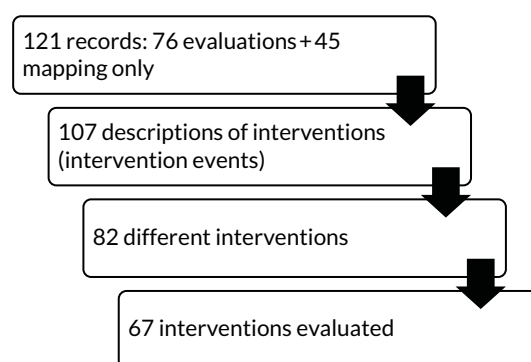 121 records: 76 evaluations+45
mapping only
107 descriptions of interventions
(intervention events)
82 different interventions
67 interventions evaluated